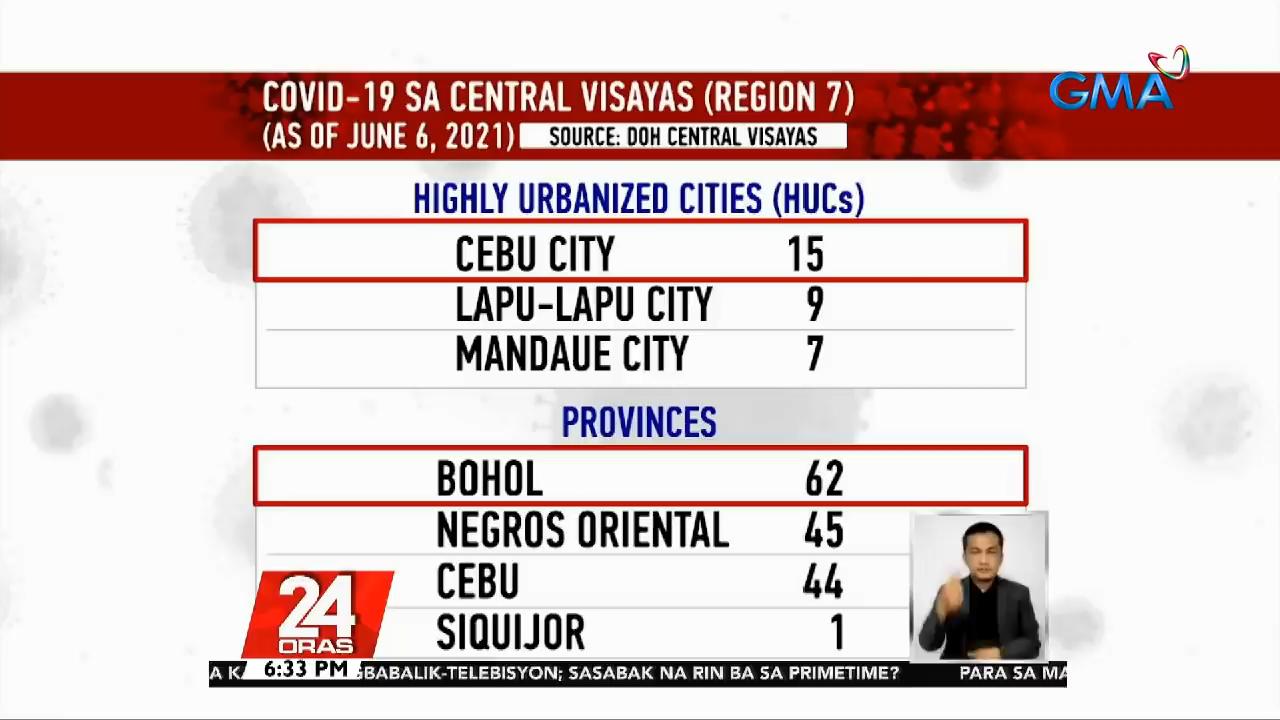 COVID-19 SA CENTRAL VISAYAS (REGION 7)
(AS OF JUNE 6, 2021) SOURCE: DOH CENTRAL VISAYAS
GMA
HIGHLY URBANIZED CITIES (HUCs)
CEBU CITY 15
LAPU-LAPU CITY 9
MANDAUE CITY 7
PROVINCES
BOHOL 62
NEGROS ORIENTAL 45
CEBU 44
SIQUIJOR 1
24
ORAS
A K 6:33 PM GBABALIK-TELEBISYON; SASABAK NA RIN BA SA PRIMETIME? PARA SA MA